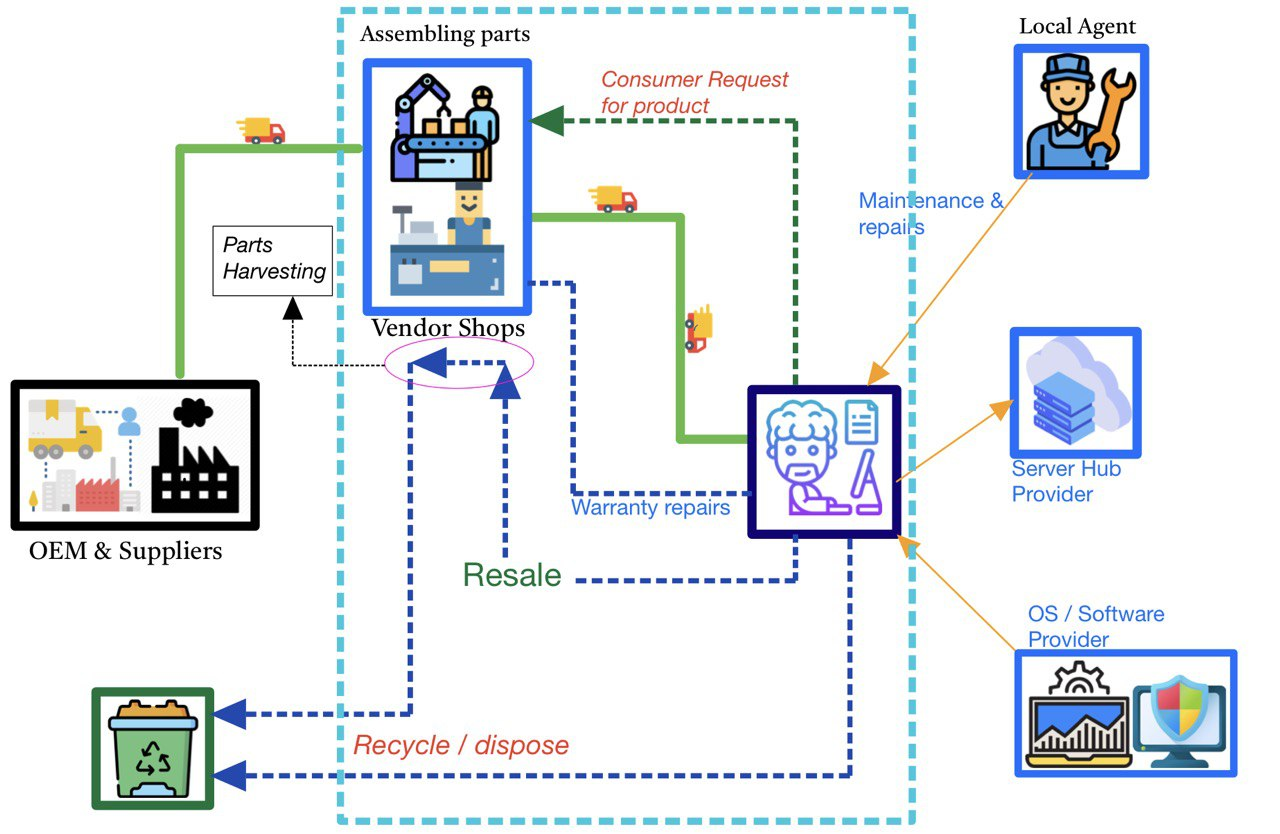 Assembling parts
Local Agent
Consumer Request
for product
Maintenance &
repairs
Parts
Harvesting
Vendor Shops
Server Hub
Provider
Warranty repairs
OEM & Suppliers
Resale
OS / Software
Provider
Recycle / dispose